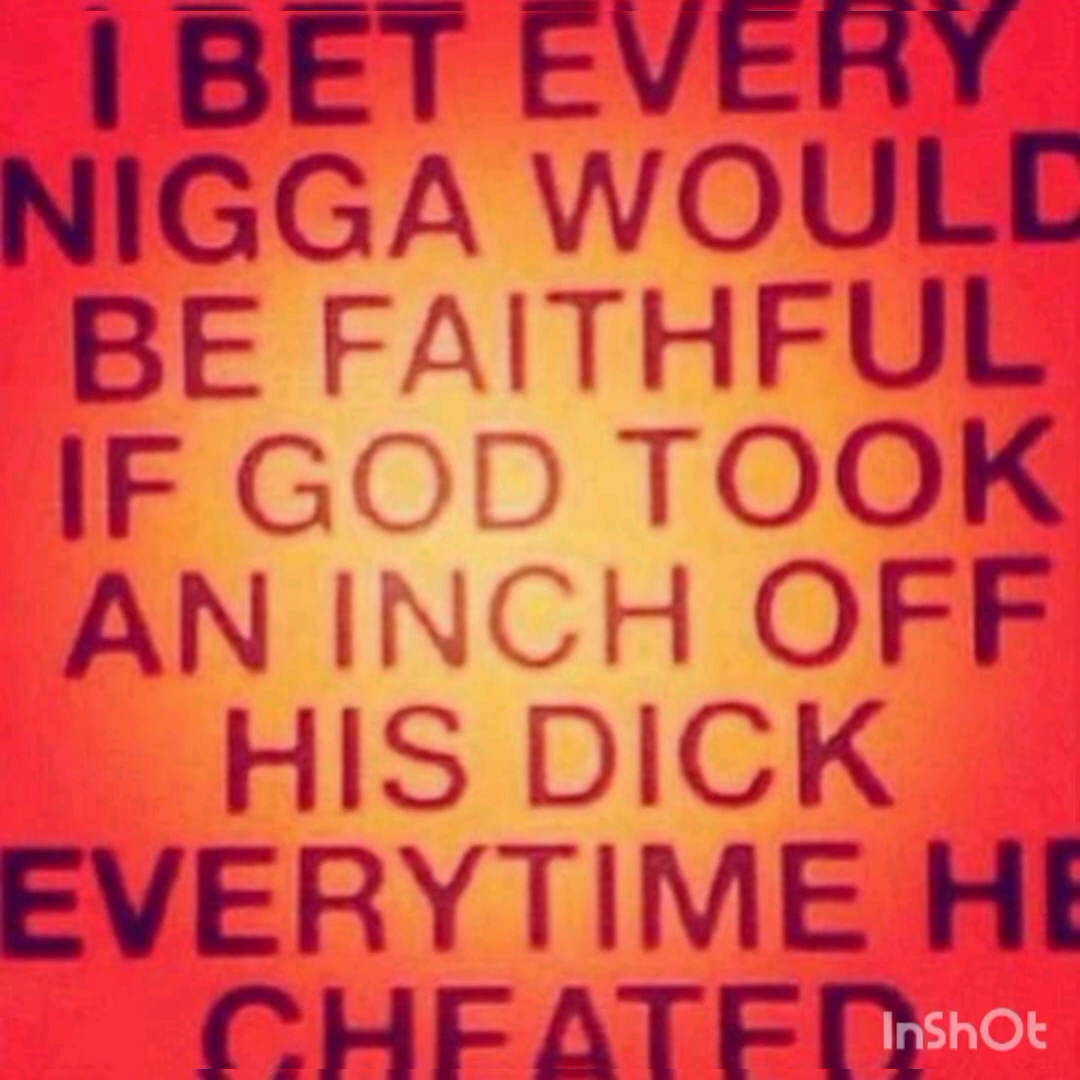 I BET EVERY
NIGGA WOULD
BE FAITHFUL
IF GOD TOOK
AN INCH OFF
HIS DICK
EVERYTIME HE
CHEATED
InShOt